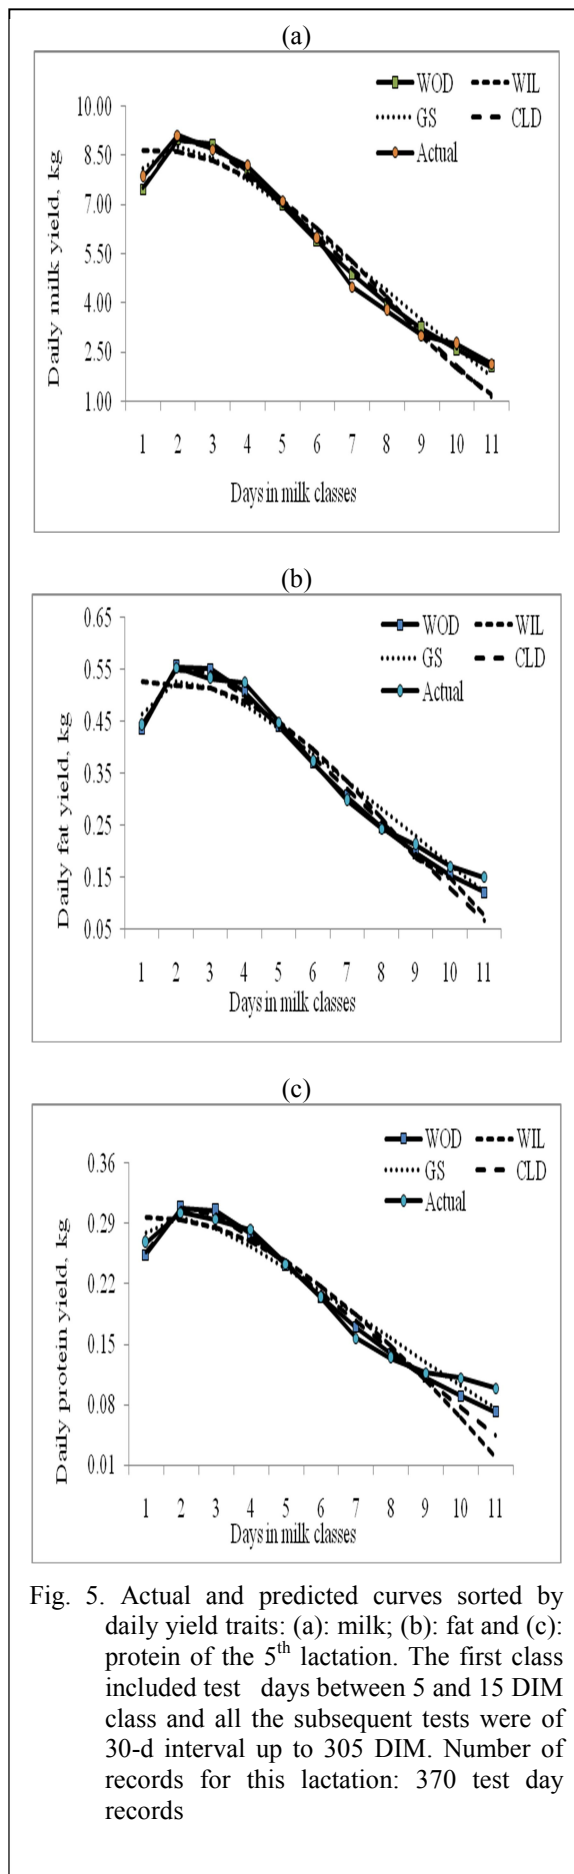 (a)
WOD WIL
GS CLD
Actual
Daily milk yield, kg
10.00
8.50
7.00
5.50
4.00
2.50
1.00
1 2 3 4 5 6 7 8 9 10 11
Days in milk classes
(b)
WOD WIL
GS CLD
Actual
Daily fat yield, kg
0.65
0.55
0.45
0.35
0.25
0.15
0.05
1 2 3 4 5 6 7 8 9 10 11
Days in milk classes
(c)
WOD WIL
GS CLD
Actual
Daily protein yield, kg
0.36
0.29
0.22
0.15
0.08
0.01
1 2 3 4 5 6 7 8 9 10 11
Days in milk classes
Fig. 5. Actual and predicted curves sorted by
daily yield traits: (a): milk; (b): fat and (c):
protein of the 5th lactation. The first class
included test days between 5 and 15 DIM
class and all the subsequent tests were of
30-d interval up to 305 DIM. Number of
records for this lactation: 370 test day
records